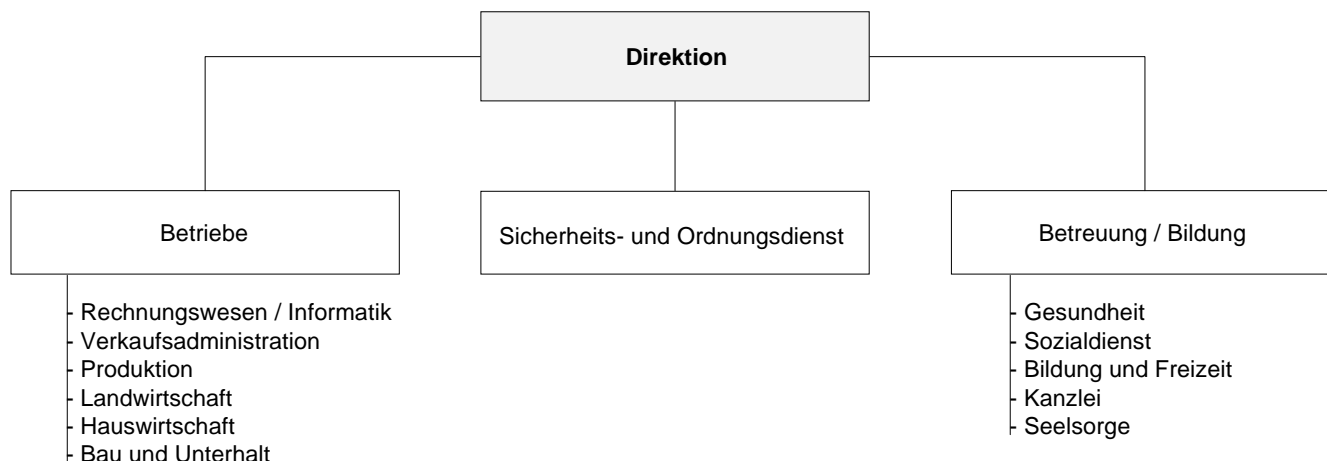 Direktion
Betriebe
Sicherheits- und Ordnungsdienst
Betreuung / Bildung
- Rechnungswesen / Informatik
- Verkaufsadministration
- Produktion
- Landwirtschaft
- Hauswirtschaft
- Bau und Unterhalt
- Gesundheit
- Sozialdienst
- Bildung und Freizeit
- Kanzlei
- Seelsorge